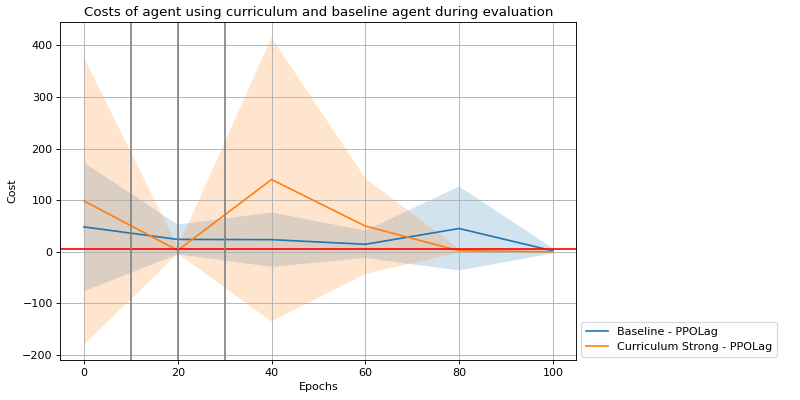 Costs of agent using curriculum and baseline agent during evaluation
400
300
200
100
0
−100
−200
Cost
0 20 40 60 80 100
Epochs
Baseline - PPOLag
Curriculum Strong - PPOLag